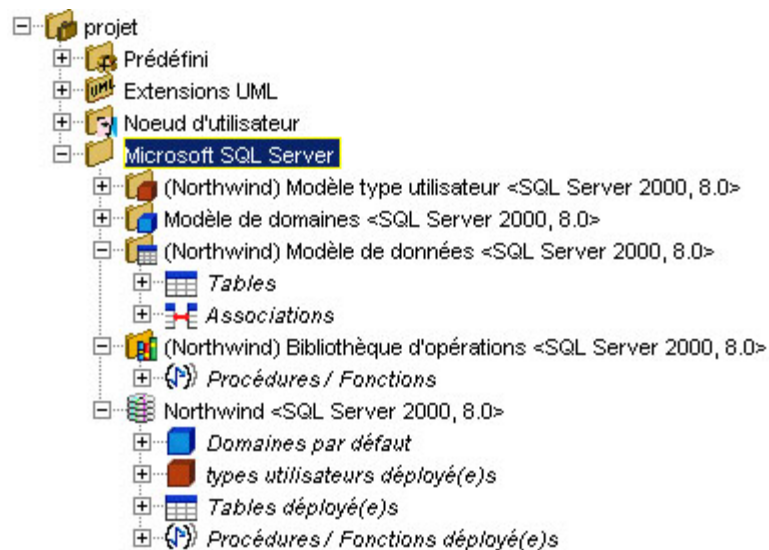 projet
Prédéfini
UML Extensions UML
Noeud d'utilisateur
Microsoft SQL Server
(Northwind) Modèle type utilisateur <SQL Server 2000, 8.0>
Modèle de domaines <SQL Server 2000, 8.0>
(Northwind) Modèle de données <SQL Server 2000, 8.0>
Tables
Associations
(Northwind) Bibliothèque d'opérations <SQL Server 2000, 8.0>
Procédures / Fonctions
Northwind <SQL Server 2000, 8.0>
Domaines par défaut
types utilisateurs déployé(e)s
Tables déployé(e)s
Procédures / Fonctions déployé(e)s